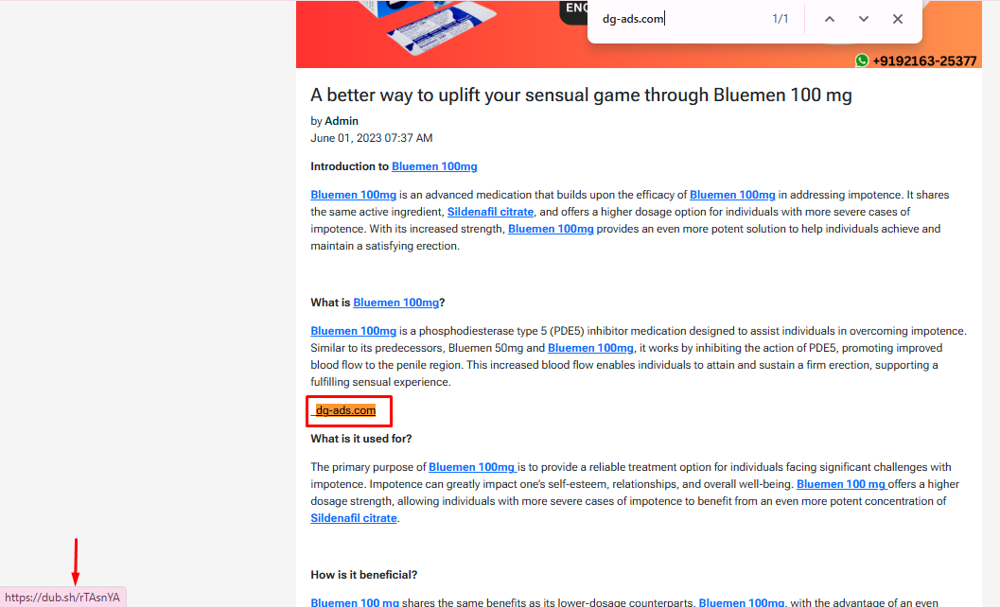 ENG
dg-ads.com
1/1
+9192163-25377
A better way to uplift your sensual game through Bluemen 100 mg
by Admin
June 01, 2023 07:37 AM
Introduction to Bluemen 100mg
Bluemen 100mg is an advanced medication that builds upon the efficacy of Bluemen 100mg in addressing impotence. It shares
the same active ingredient, Sildenafil citrate, and offers a higher dosage option for individuals with more severe cases of
impotence. With its increased strength, Bluemen 100mg provides an even more potent solution to help individuals achieve and
maintain a satisfying erection.
What is Bluemen 100mg?
Bluemen 100mg is a phosphodiesterase type 5 (PDE5) inhibitor medication designed to assist individuals in overcoming impotence.
Similar to its predecessors, Bluemen 50mg and Bluemen 100mg, it works by inhibiting the action of PDE5, promoting improved
blood flow to the penile region. This increased blood flow enables individuals to attain and sustain a firm erection, supporting a
fulfilling sensual experience.
dg-ads.com
What is it used for?
The primary purpose of Bluemen 100mg is to provide a reliable treatment option for individuals facing significant challenges with
impotence. Impotence can greatly impact one's self-esteem, relationships, and overall well-being. Bluemen 100 mg offers a higher
dosage strength, allowing individuals with more severe cases of impotence to benefit from an even more potent concentration of
Sildenafil citrate.
How is it beneficial?
Bluemen 100 mg shares the same benefits as its lower-dosage counterparts. Bluemen 100mg, with the advantage of an even
https://dub.sh/rTAsnYA